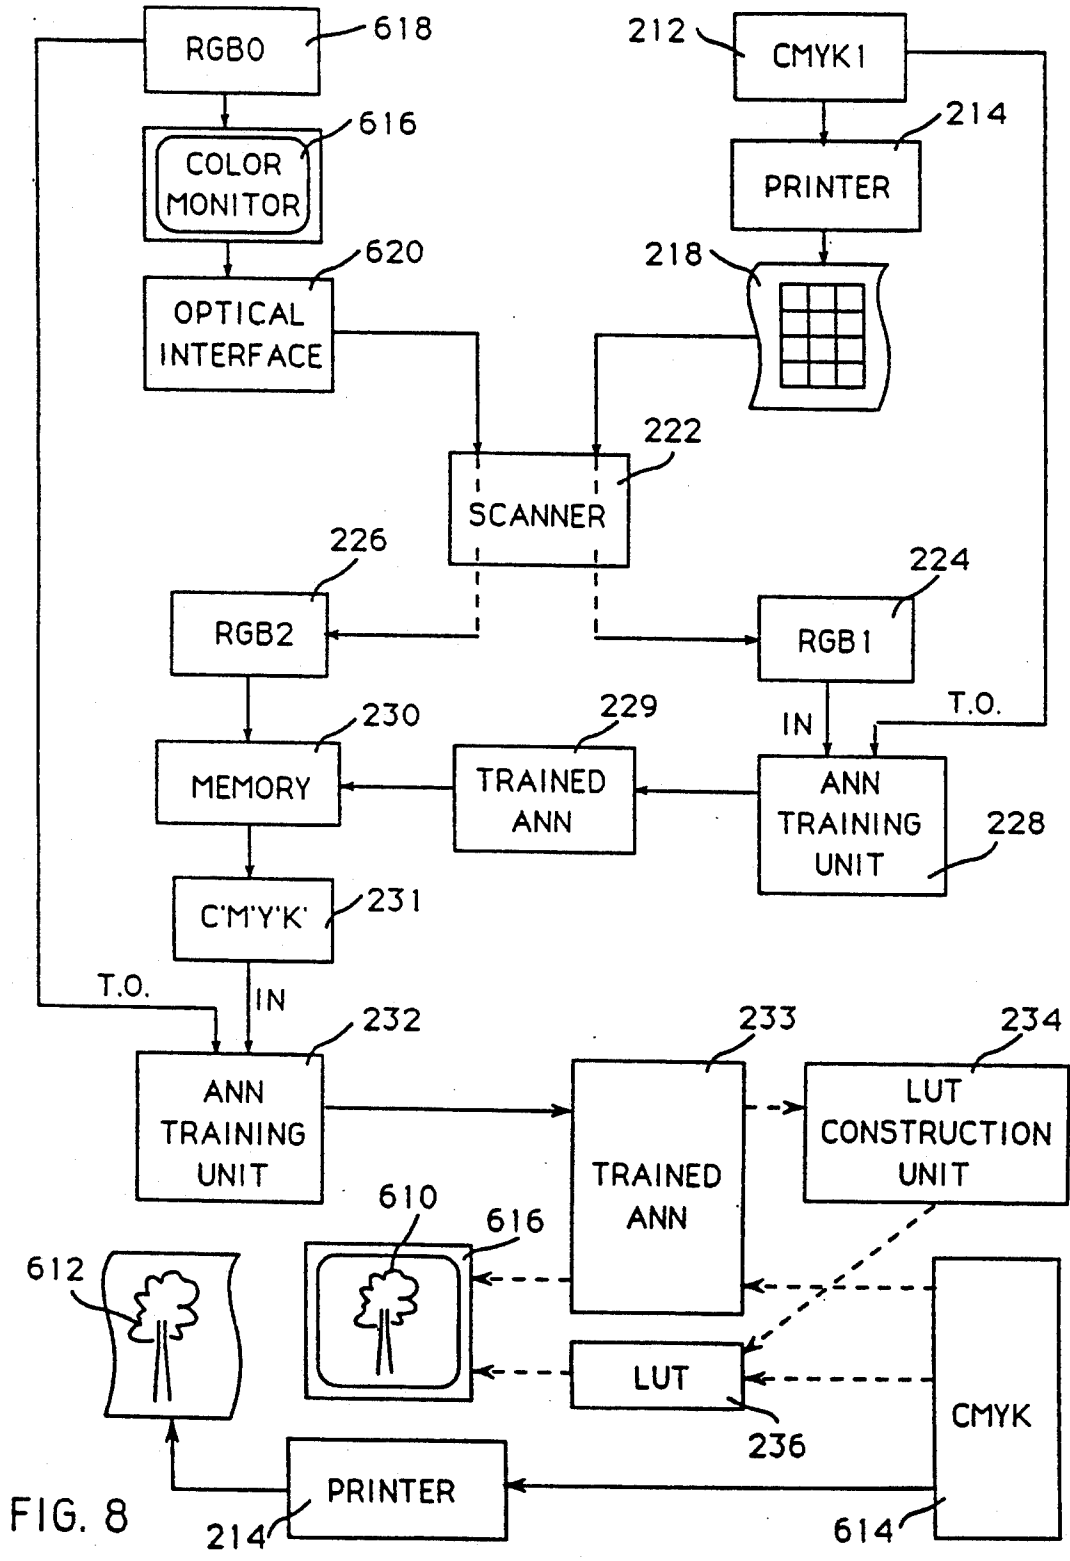 RGB0
618
212
CMYK1
COLOR
MONITOR
616
214
PRINTER
620
218
OPTICAL
INTERFACE
222
SCANNER
226
224
RGB2
RGB1
230
229
IN
T.O.
MEMORY
TRAINED
ANN
ANN
TRAINING
UNIT
228
C'M'Y'K'
231
T.O.
IN
232
233
234
ANN
TRAINING
UNIT
TRAINED
ANN
LUT
CONSTRUCTION
UNIT
610
616
612
LUT
236
CMYK
PRINTER
214
614
FIG. 8